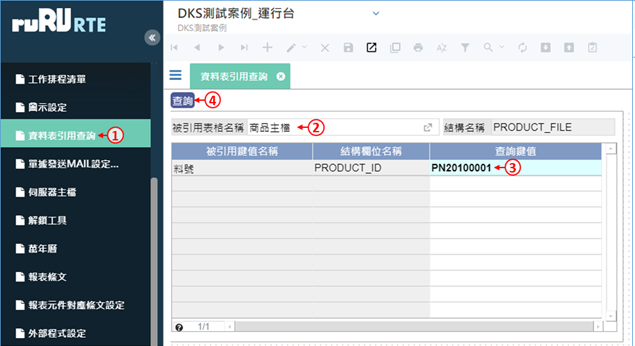 ruRU RTE
DKS測試案例_運行台
DKS測試案例
工作排程清單
圖示設定
資料表引用查詢 ①
單據發送MAIL設定...
伺服器主檔
解鎖工具
萬年曆
報表條文
報表元件對應條文設定
外部程式設定
資料表引用查詢
查詢 ④
被引用表格名稱 商品主檔 ② 結構名稱 PRODUCT_FILE
被引用鍵值名稱 結構欄位名稱 查詢鍵值
料號 PRODUCT_ID PN20100001 ③
1/1